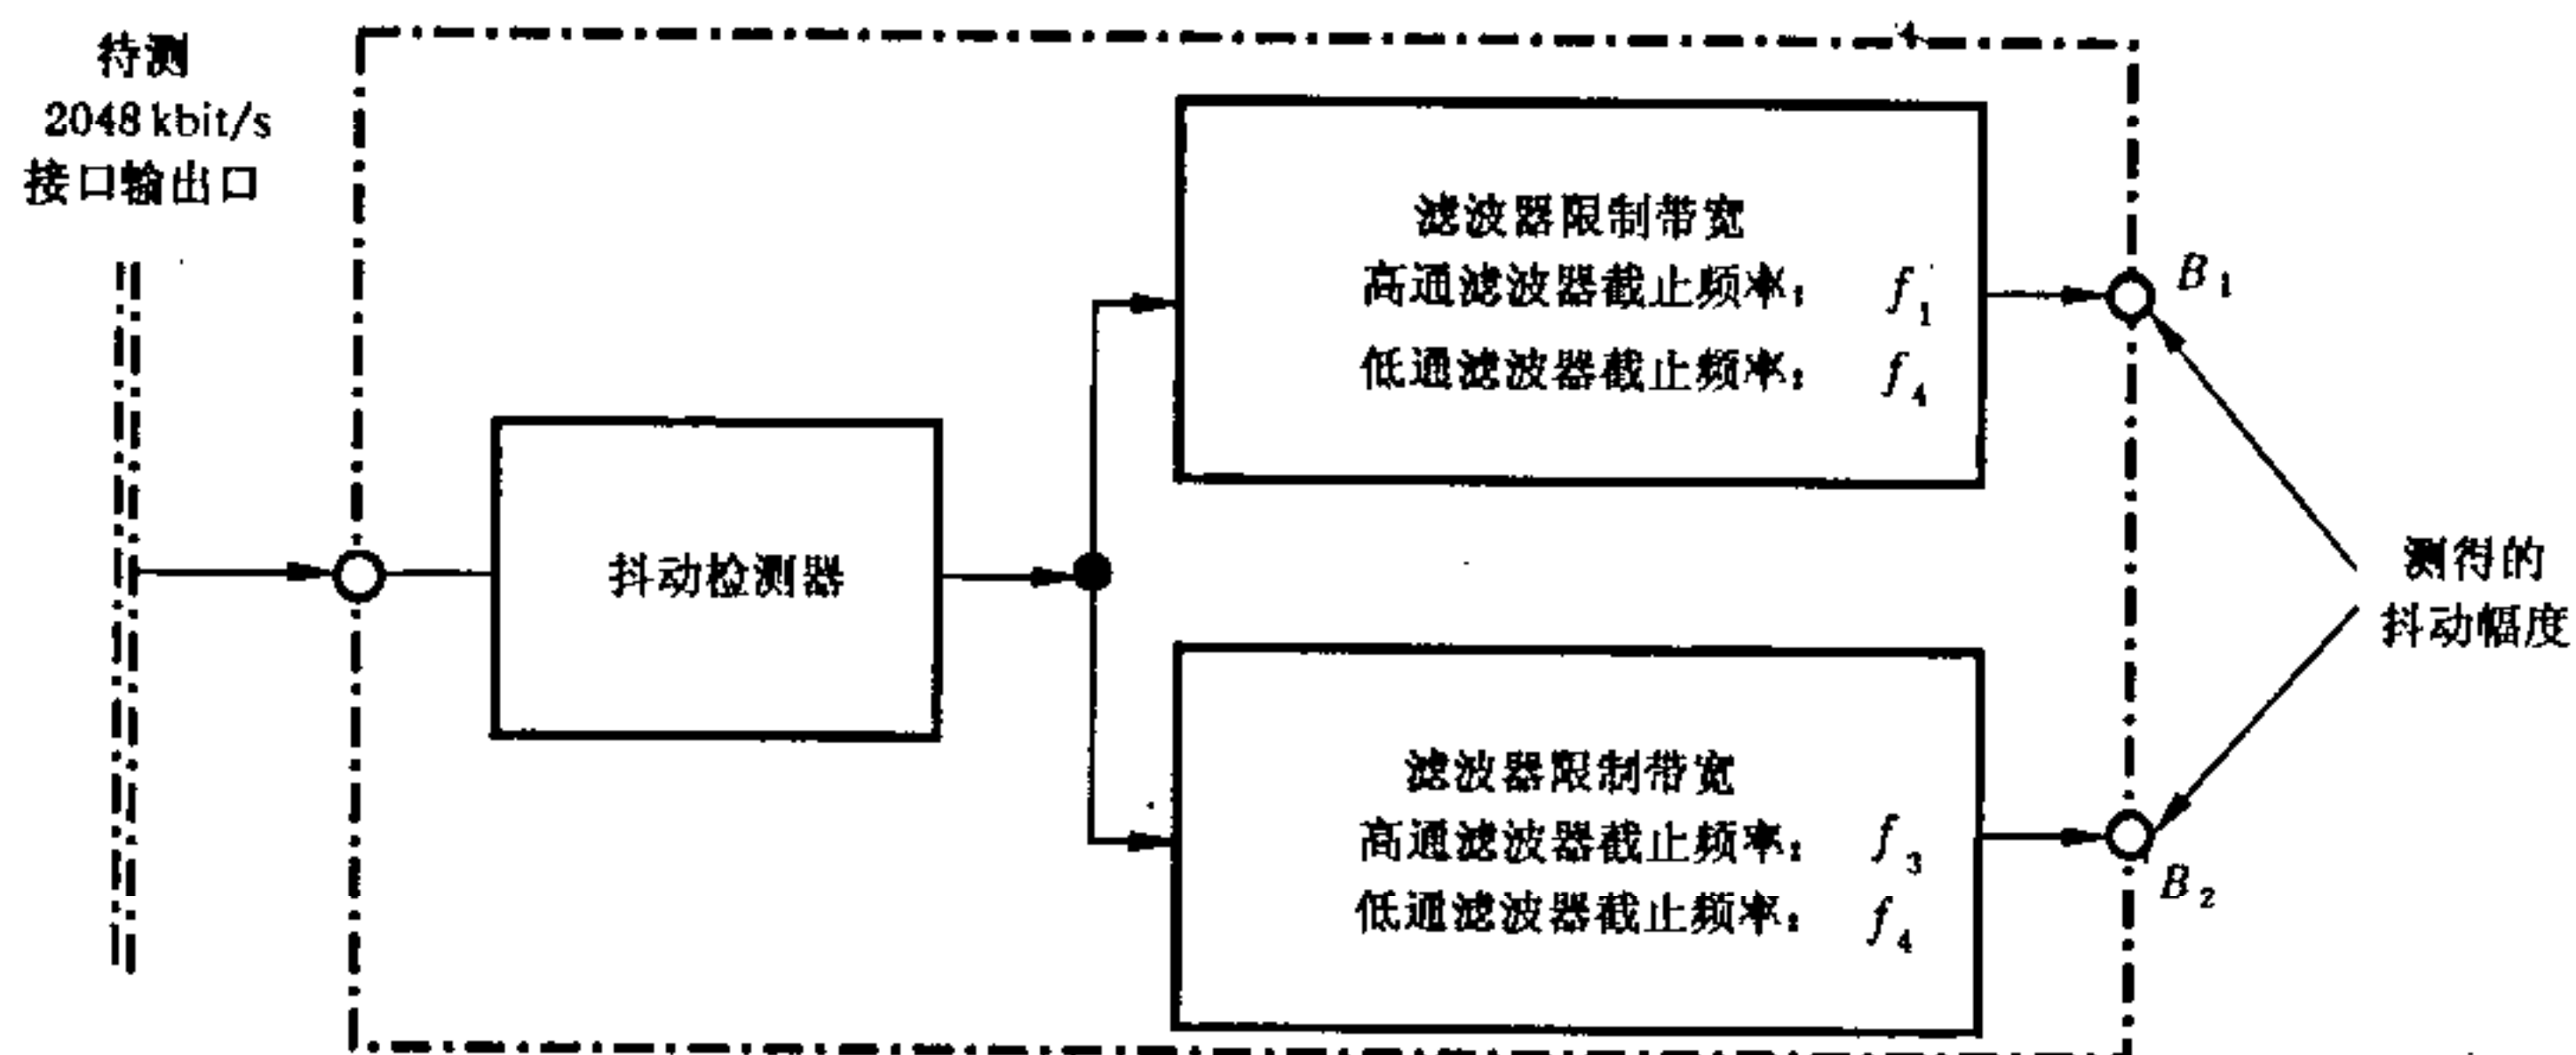 待测
2048 kbit/s
接口输出口
滤波器限制带宽
高通滤波器截止频率: f1
低通滤波器截止频率: f4
B1
抖动检测器
测得的
抖动幅度
滤波器限制带宽
高通滤波器截止频率: f3
低通滤波器截止频率: f4
B2